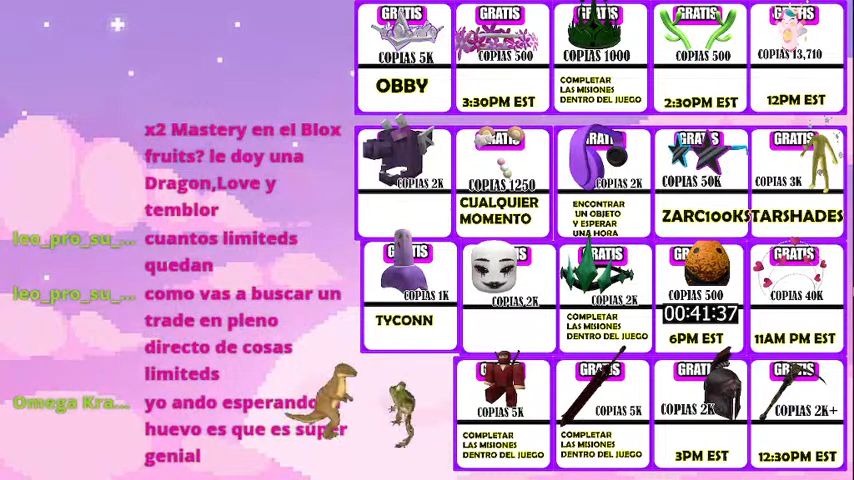 x2 Mastery en el Blox
fruits? le doy una
Dragon,Love y
temblor
leo_pro_su_... cuantos limiteds
quedan
leo_pro_su_... como vas a buscar un
trade en pleno
directo de cosas
limiteds
Omega Kra... yo ando esperando
huevo es que es súper
genial
GRATIS
COPIAS 5K
OBBY
GRATIS
COPIAS 500
3:30PM EST
GRATIS
COPIAS 1000
COMPLETAR
LAS MISIONES
DENTRO DEL JUEGO
GRATIS
COPIAS 500
2:30PM EST
GRATIS
COPIAS 13,710
12PM EST
COPIAS 2K
GRATIS
COPIAS 1250
CUALQUIER
MOMENTO
GRATIS
COPIAS 2K
ENCONTRAR
UN OBJETO
Y ESPERAR
UNA HORA
GRATIS
COPIAS 50K
ZARC100K
GRATIS
COPIAS 3K
STARSHADES
GRATIS
COPIAS 1K
TYCONN
GRATIS
COPIAS,2K
GRATIS
COPIAS 2K
COMPLETAR
LAS MISIONES
DENTRO DEL JUEGO
GRATIS
COPIAS 500
00:41:37
6PM EST
GRATIS
COPIAS 40K
11AM PM EST
GRATIS
COPIAS 5K
COMPLETAR
LAS MISIONES
DENTRO DEL JUEGO
GRATIS
COPIAS 5K
COMPLETAR
LAS MISIONES
DENTRO DEL JUEGO
GRATIS
COPIAS 2K
3PM EST
GRATIS
COPIAS 2K+
12:30PM EST